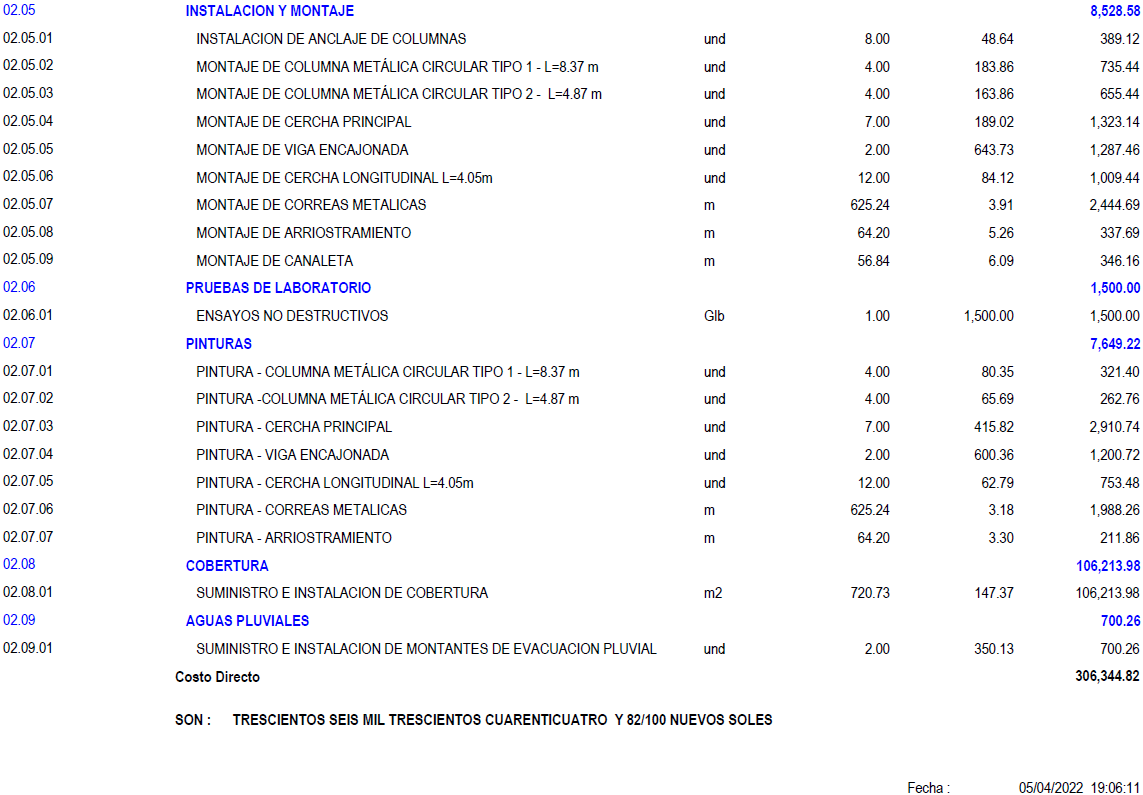 02.05 INSTALACION Y MONTAJE 8,528.58
02.05.01 INSTALACION DE ANCLAJE DE COLUMNAS und 8.00 48.64 389.12
02.05.02 MONTAJE DE COLUMNA METÁLICA CIRCULAR TIPO 1 - L=8.37 m und 4.00 183.86 735.44
02.05.03 MONTAJE DE COLUMNA METÁLICA CIRCULAR TIPO 2 - L=4.87 m und 4.00 163.86 655.44
02.05.04 MONTAJE DE CERCHA PRINCIPAL und 7.00 189.02 1,323.14
02.05.05 MONTAJE DE VIGA ENCAJONADA und 2.00 643.73 1,287.46
02.05.06 MONTAJE DE CERCHA LONGITUDINAL L=4.05m und 12.00 84.12 1,009.44
02.05.07 MONTAJE DE CORREAS METALICAS m 625.24 3.91 2,444.69
02.05.08 MONTAJE DE ARRIOSTRAMIENTO m 64.20 5.26 337.69
02.05.09 MONTAJE DE CANALETA m 56.84 6.09 346.16
02.06 PRUEBAS DE LABORATORIO 1,500.00
02.06.01 ENSAYOS NO DESTRUCTIVOS Glb 1.00 1,500.00 1,500.00
02.07 PINTURAS 7,649.22
02.07.01 PINTURA - COLUMNA METÁLICA CIRCULAR TIPO 1 - L=8.37 m und 4.00 80.35 321.40
02.07.02 PINTURA -COLUMNA METÁLICA CIRCULAR TIPO 2 - L=4.87 m und 4.00 65.69 262.76
02.07.03 PINTURA - CERCHA PRINCIPAL und 7.00 415.82 2,910.74
02.07.04 PINTURA - VIGA ENCAJONADA und 2.00 600.36 1,200.72
02.07.05 PINTURA - CERCHA LONGITUDINAL L=4.05m und 12.00 62.79 753.48
02.07.06 PINTURA - CORREAS METALICAS m 625.24 3.18 1,988.26
02.07.07 PINTURA - ARRIOSTRAMIENTO m 64.20 3.30 211.86
02.08 COBERTURA 106,213.98
02.08.01 SUMINISTRO E INSTALACION DE COBERTURA m2 720.73 147.37 106,213.98
02.09 AGUAS PLUVIALES 700.26
02.09.01 SUMINISTRO E INSTALACION DE MONTANTES DE EVACUACION PLUVIAL und 2.00 350.13 700.26
Costo Directo 306,344.82
SON : TRESCIENTOS SEIS MIL TRESCIENTOS CUARENTICUATRO Y 82/100 NUEVOS SOLES
Fecha : 05/04/2022 19:06:11